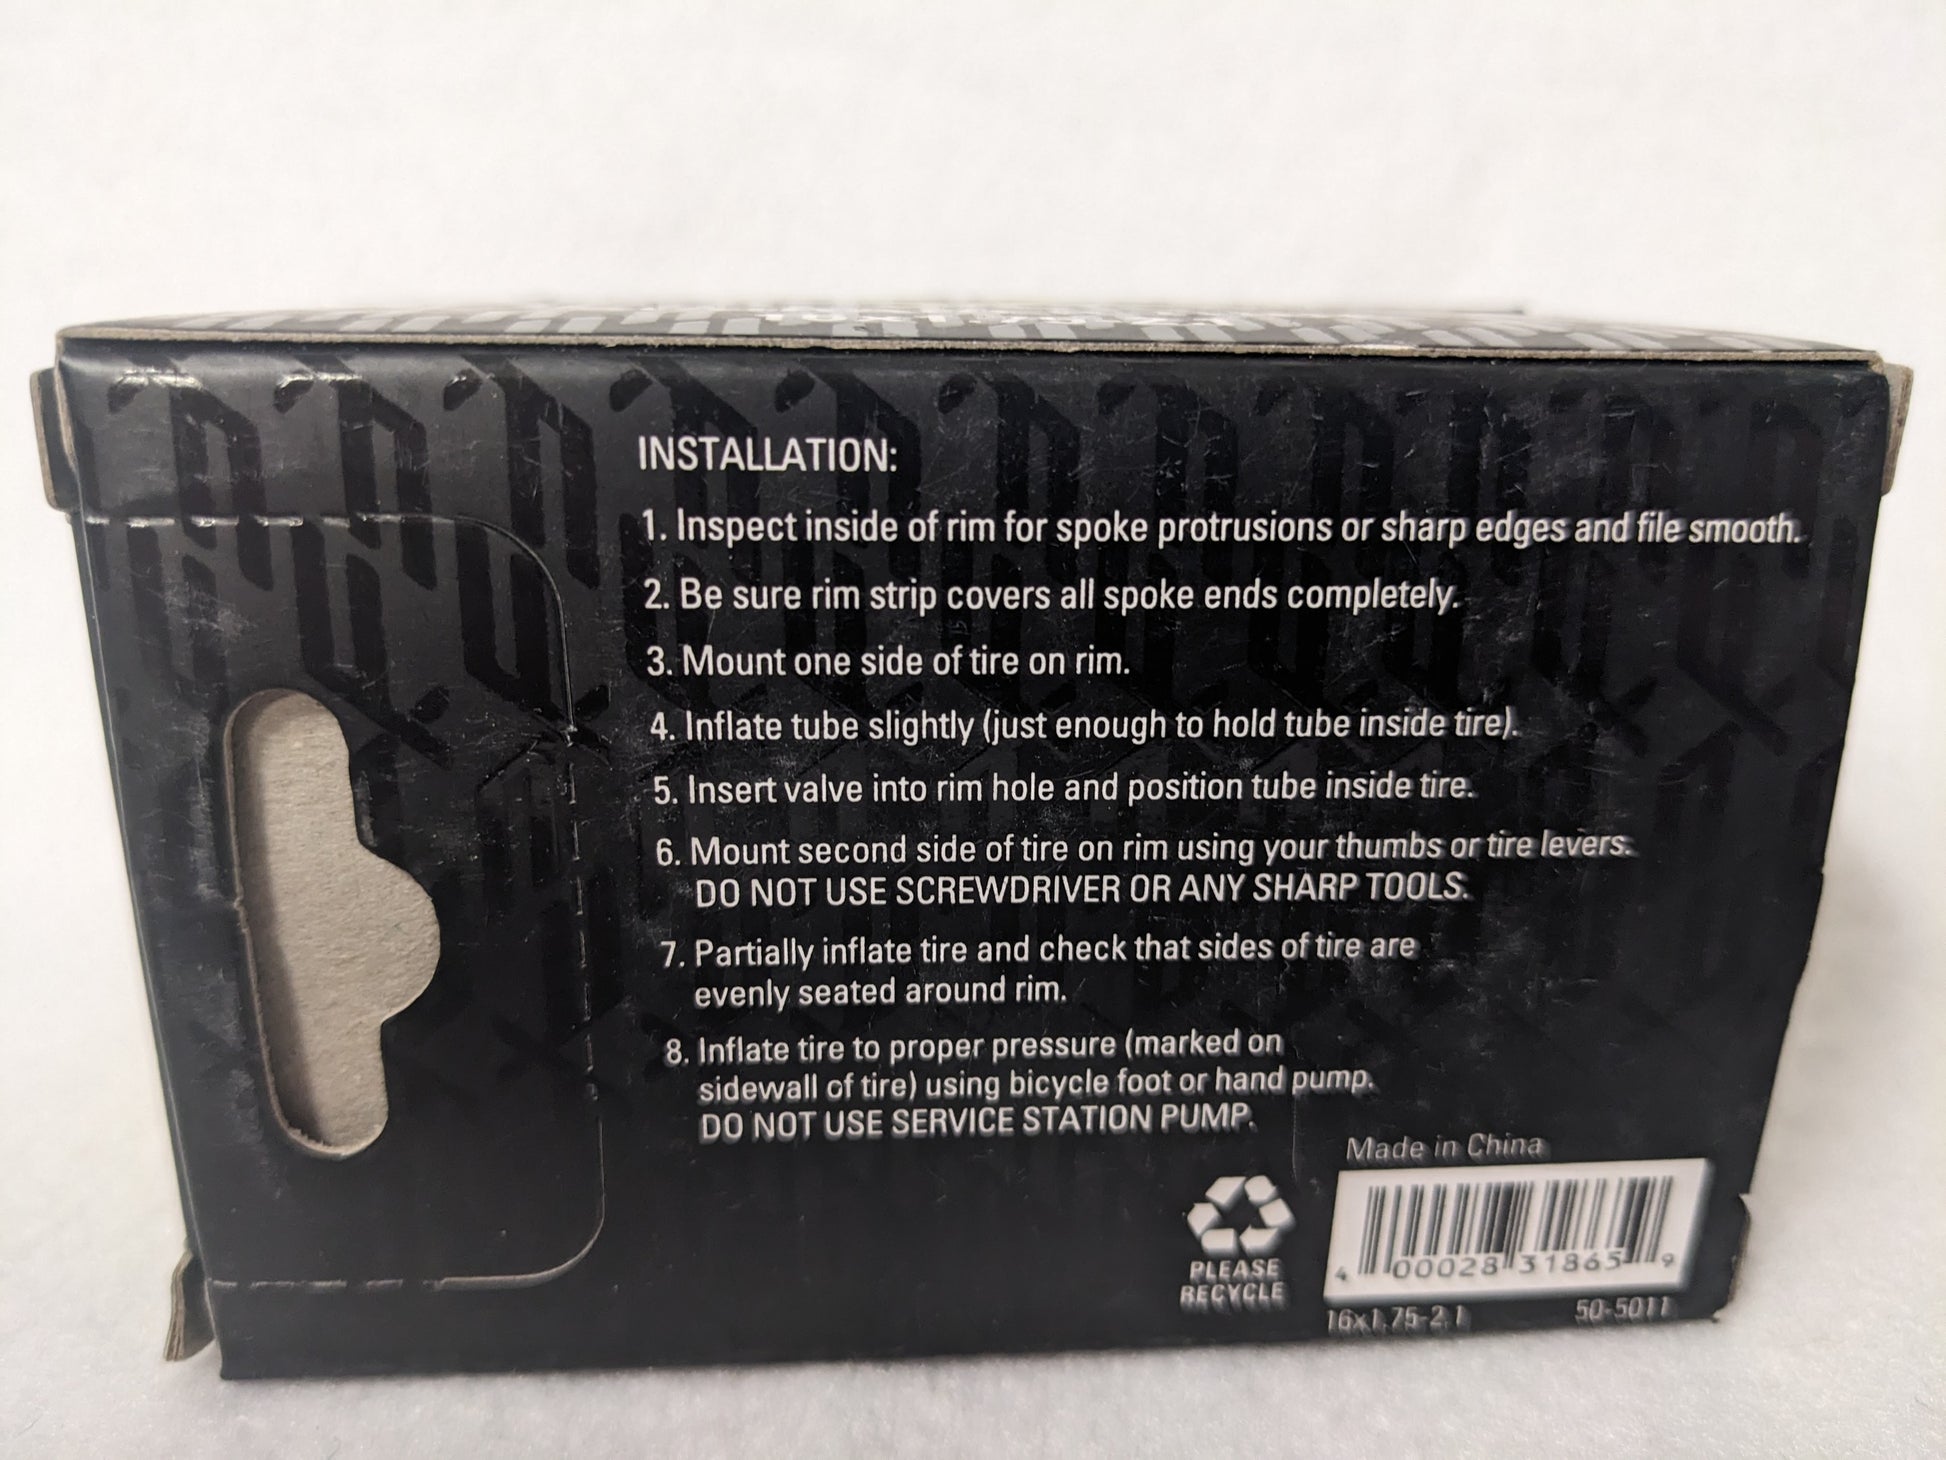 INSTALLATION:
1. Inspect inside of rim for spoke protrusions or sharp edges and file smooth.
2. Be sure rim strip covers all spoke ends completely.
3. Mount one side of tire on rim.
4. Inflate tube slightly (just enough to hold tube inside tire).
5. Insert valve into rim hole and position tube inside tire.
6. Mount second side of tire on rim using your thumbs or tire levers.
DO NOT USE SCREWDRIVER OR ANY SHARP TOOLS.
7. Partially inflate tire and check that sides of tire are
evenly seated around rim.
8. Inflate tire to proper pressure (marked on
sidewall of tire) using bicycle foot or hand pump.
DO NOT USE SERVICE STATION PUMP.
Made in China
PLEASE
RECYCLE
4 00028 31865 9
16x1.75-2.1 50-5011